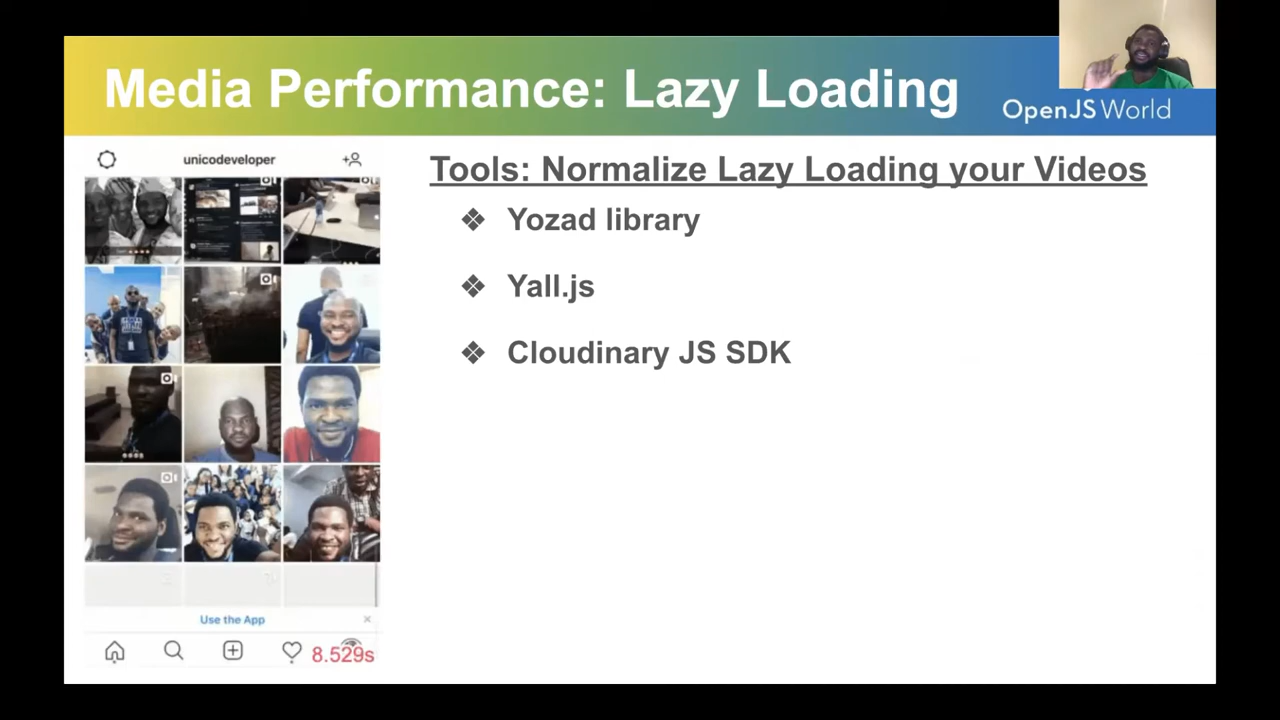 Media Performance: Lazy Loading
OpenJS World
unicodeveloper
Tools: Normalize Lazy Loading your Videos
❖ Yozad library
❖ Yall.js
❖ Cloudinary JS SDK
Use the App
8.529s